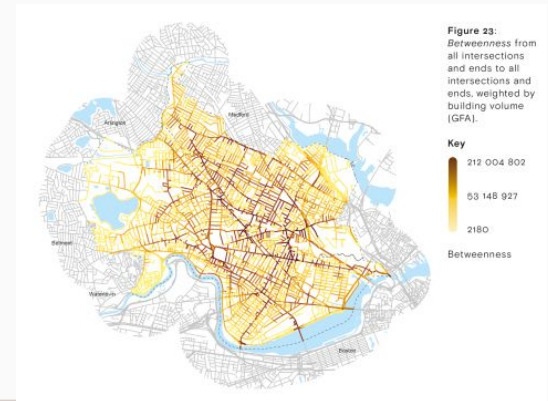 Figure 23:
Betweenness from
all intersections
and ends to all
intersections and
ends, weighted by
building volume
(GFA).
Key
212 004 802
53 148 927
2180
Betweenness
Medford
Arlington
Belmont
Watertown
Boston